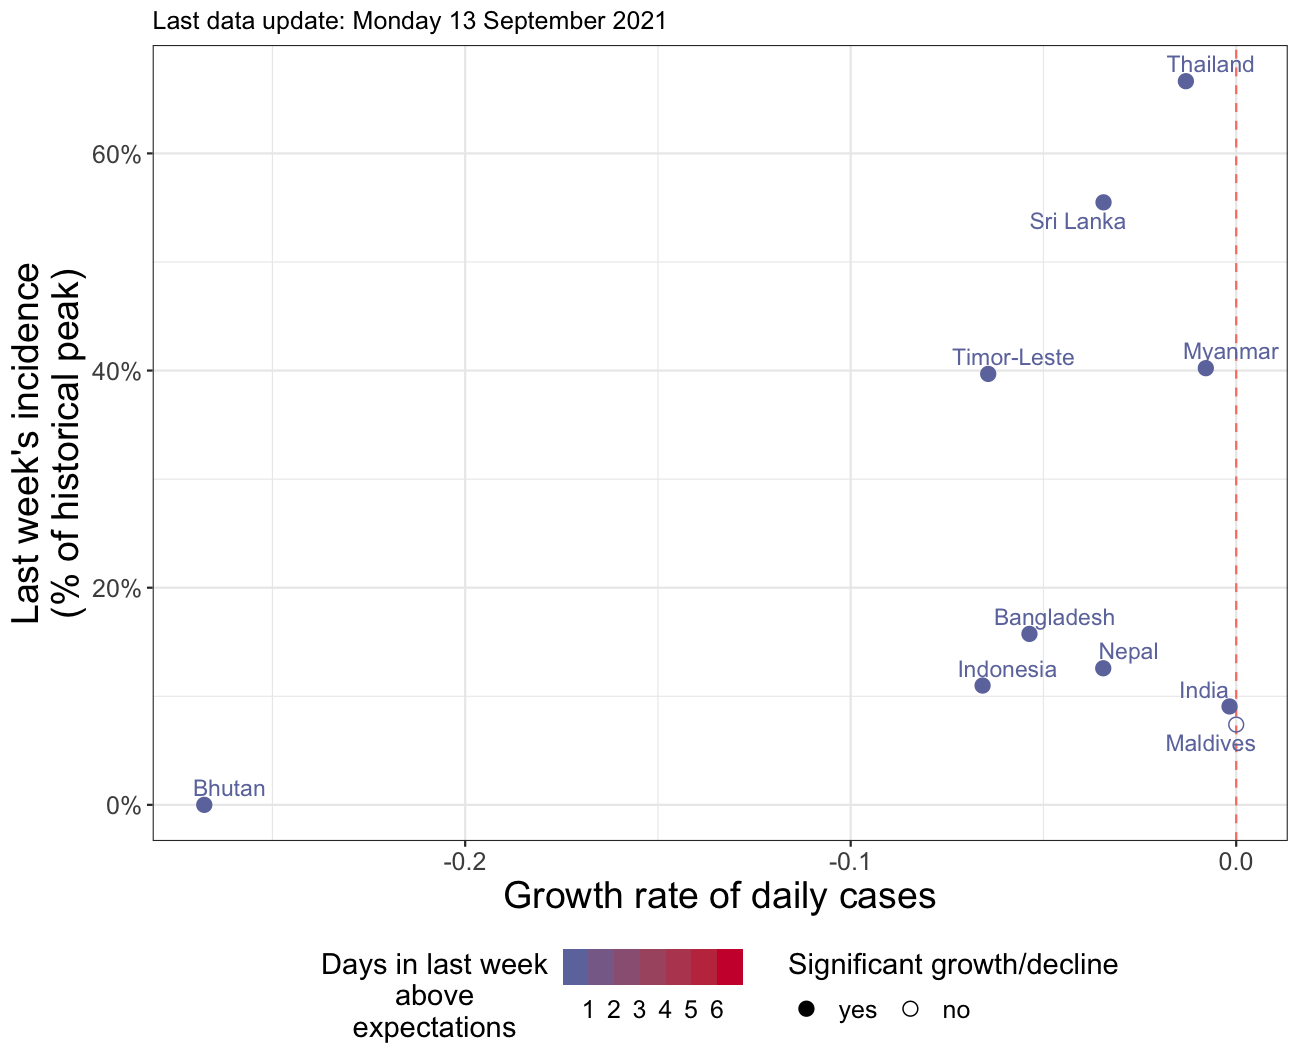 Last data update: Monday 13 September 2021
Thailand
60%
Sri Lanka
Timor-Leste
Myanmar
40%
Last week's incidence
(% of historical peak)
20%
Bangladesh
Nepal
Indonesia
India
Maldives
Bhutan
0%
-0.2
-0.1
0.0
Growth rate of daily cases
Days in last week
above
expectations
1 2 3 4 5 6
Significant growth/decline
yes
no